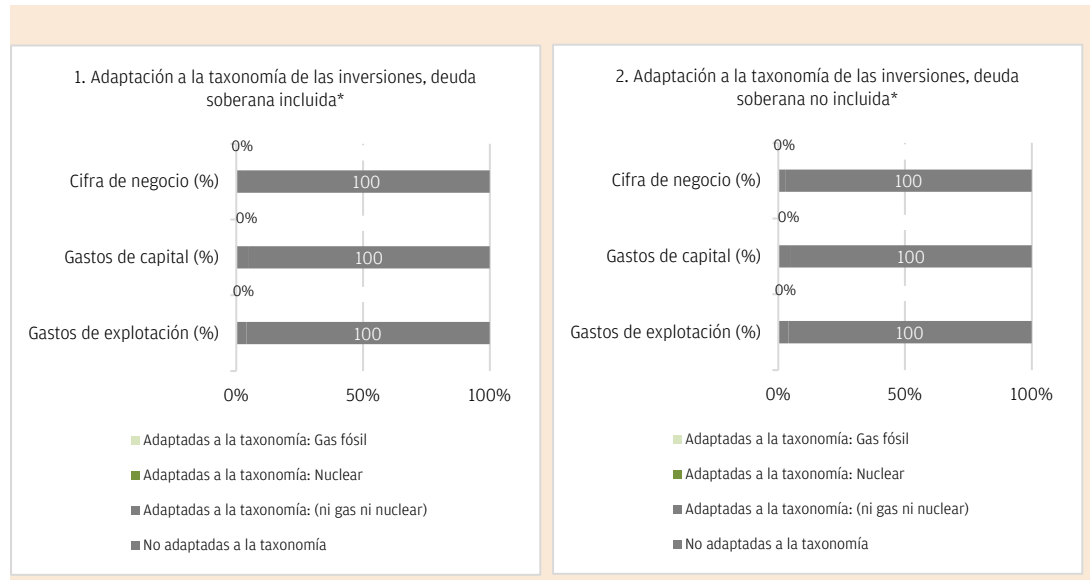 1. Adaptación a la taxonomía de las inversiones, deuda
soberana incluida*
0%
Cifra de negocio (%)
100
0%
Gastos de capital (%)
100
0%
Gastos de explotación (%)
100
0%
50%
100%
Adaptadas a la taxonomía: Gas fósil
Adaptadas a la taxonomía: Nuclear
Adaptadas a la taxonomía: (ni gas ni nuclear)
No adaptadas a la taxonomía
2. Adaptación a la taxonomía de las inversiones, deuda
soberana no incluida*
0%
Cifra de negocio (%)
100
0%
Gastos de capital (%)
100
0%
Gastos de explotación (%)
100
0%
50%
100%
Adaptadas a la taxonomía: Gas fósil
Adaptadas a la taxonomía: Nuclear
Adaptadas a la taxonomía: (ni gas ni nuclear)
No adaptadas a la taxonomía